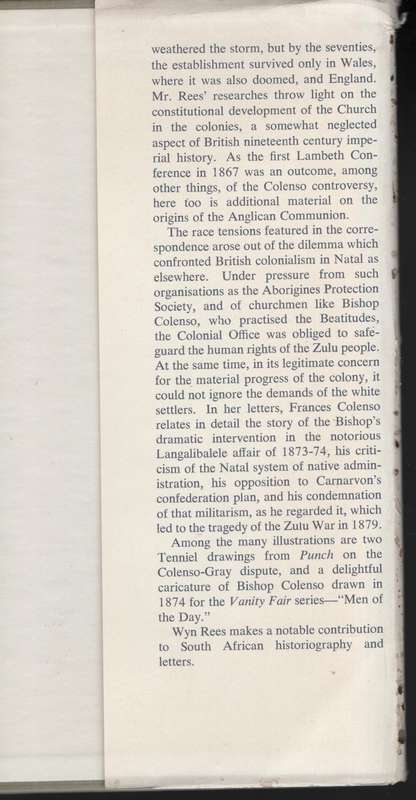 weathered the storm, but by the seventies,
the establishment survived only in Wales,
where it was also doomed, and England.
Mr. Rees' researches throw light on the
constitutional development of the Church
in the colonies, a somewhat neglected
aspect of British nineteenth century impe-
rial history. As the first Lambeth Con-
ference in 1867 was an outcome, among
other things, of the Colenso controversy,
here too is additional material on the
origins of the Anglican Communion.
The race tensions featured in the corre-
spondence arose out of the dilemma which
confronted British colonialism in Natal as
elsewhere. Under pressure from such
organisations as the Aborigines Protection
Society, and of churchmen like Bishop
Colenso, who practised the Beatitudes,
the Colonial Office was obliged to safe-
guard the human rights of the Zulu people.
At the same time, in its legitimate concern
for the material progress of the colony, it
could not ignore the demands of the white
settlers. In her letters, Frances Colenso
relates in detail the story of the Bishop's
dramatic intervention in the notorious
Langalibalele affair of 1873-74, his criti-
cism of the Natal system of native admin-
istration, his opposition to Carnarvon's
confederation plan, and his condemnation
of that militarism, as he regarded it, which
led to the tragedy of the Zulu War in 1879.
Among the many illustrations are two
Tenniel drawings from Punch on the
Colenso-Gray dispute, and a delightful
caricature of Bishop Colenso drawn in
1874 for the Vanity Fair series—"Men of
the Day."
Wyn Rees makes a notable contribution
to South African historiography and
letters.